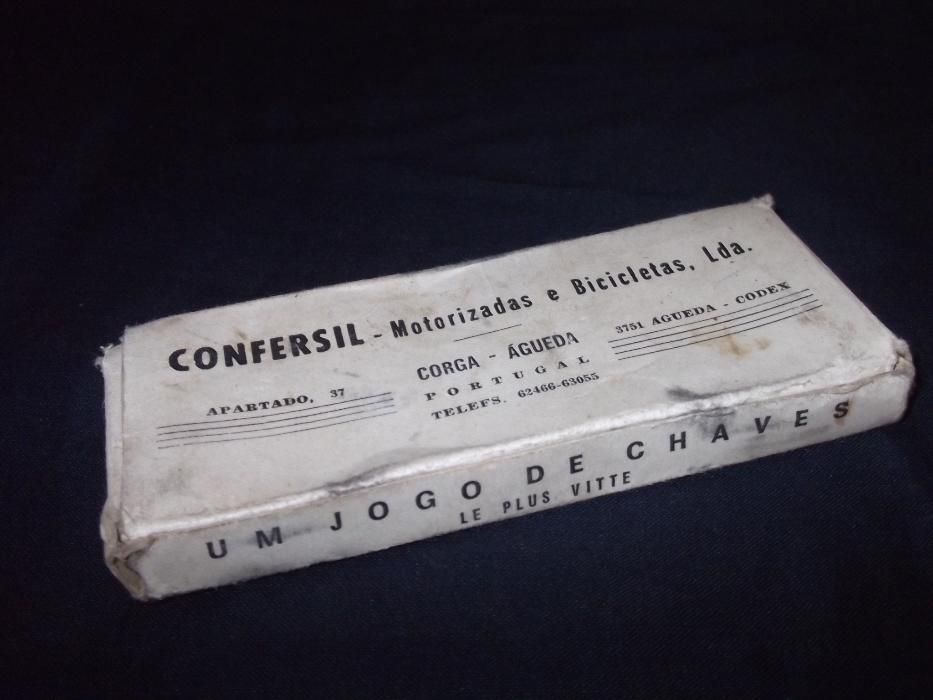 CONFERSIL - Motorizadas e Bicicletas, Lda.
APARTADO, 37
CORGA - ÁGUEDA
3751 AGUEDA - CODEX
PORTUGAL
TELEFS. 62466-63055
UM JOGO DE CHAVES
LE PLUS VITTE